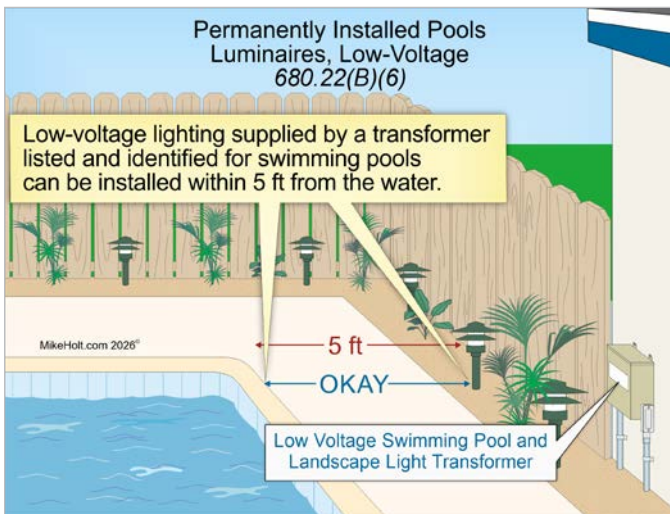 Permanently Installed Pools
Luminaires, Low-Voltage
680.22(B)(6)
Low-voltage lighting supplied by a transformer
listed and identified for swimming pools
can be installed within 5 ft from the water.
MikeHolt.com 2026©
5 ft
OKAY
Low Voltage Swimming Pool and
Landscape Light Transformer